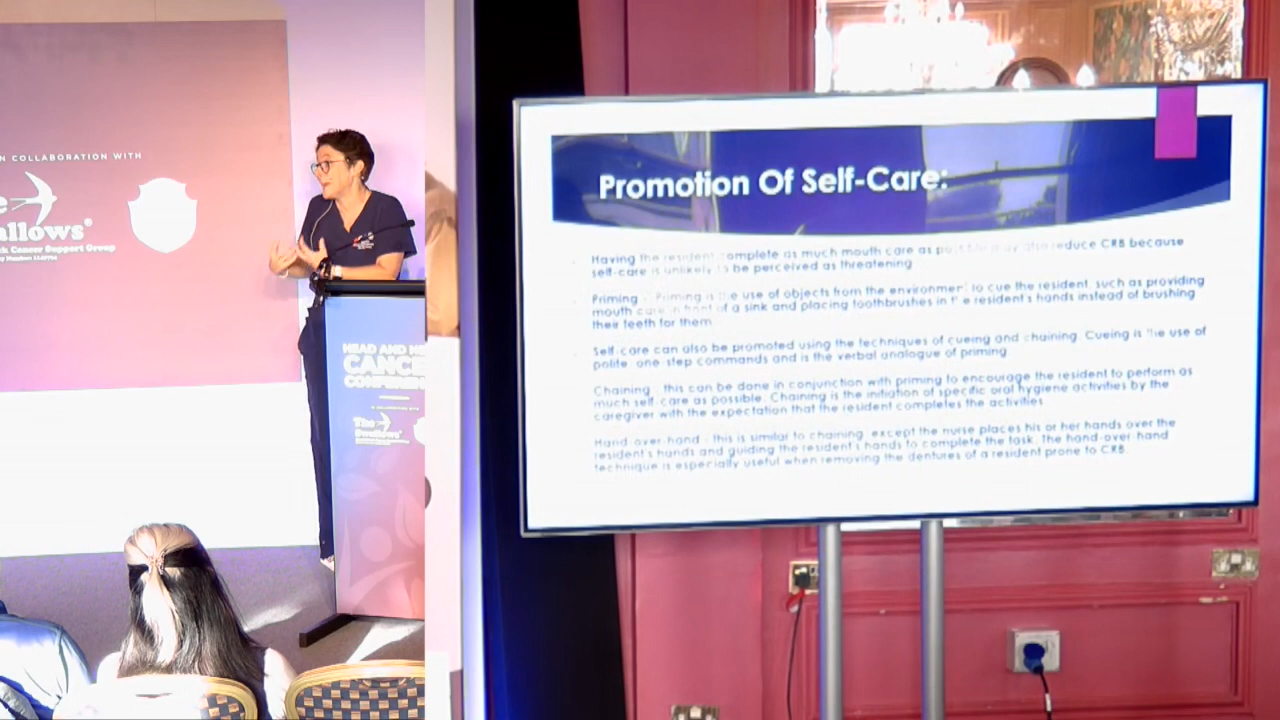 N COLLABORATION WITH
e
allows®
ck Cancer Support Group
HEAD AND NE
CANC
CONFEREN
IN COLLABORATION WITH
The
Swallows®
Promotion Of Self-Care:
Having the resident complete as much mouth care as possible may also reduce CRB because
self-care is unlikely to be perceived as threatening
Priming - Priming is the use of objects from the environment to cue the resident, such as providing
mouth care in front of a sink and placing toothbrushes in the resident's hands instead of brushing
their teeth for them.
Self-care can also be promoted using the techniques of cueing and chaining. Cueing is the use of
polite, one-step commands and is the verbal analogue of priming.
Chaining - this can be done in conjunction with priming to encourage the resident to perform as
much self-care as possible. Chaining is the initiation of specific oral hygiene activities by the
caregiver with the expectation that the resident completes the activities.
Hand-over-hand - this is similar to chaining, except the nurse places his or her hands over the
resident's hands and guiding the resident's hands to complete the task. The hand-over-hand
technique is especially useful when removing the dentures of a resident prone to CRB.